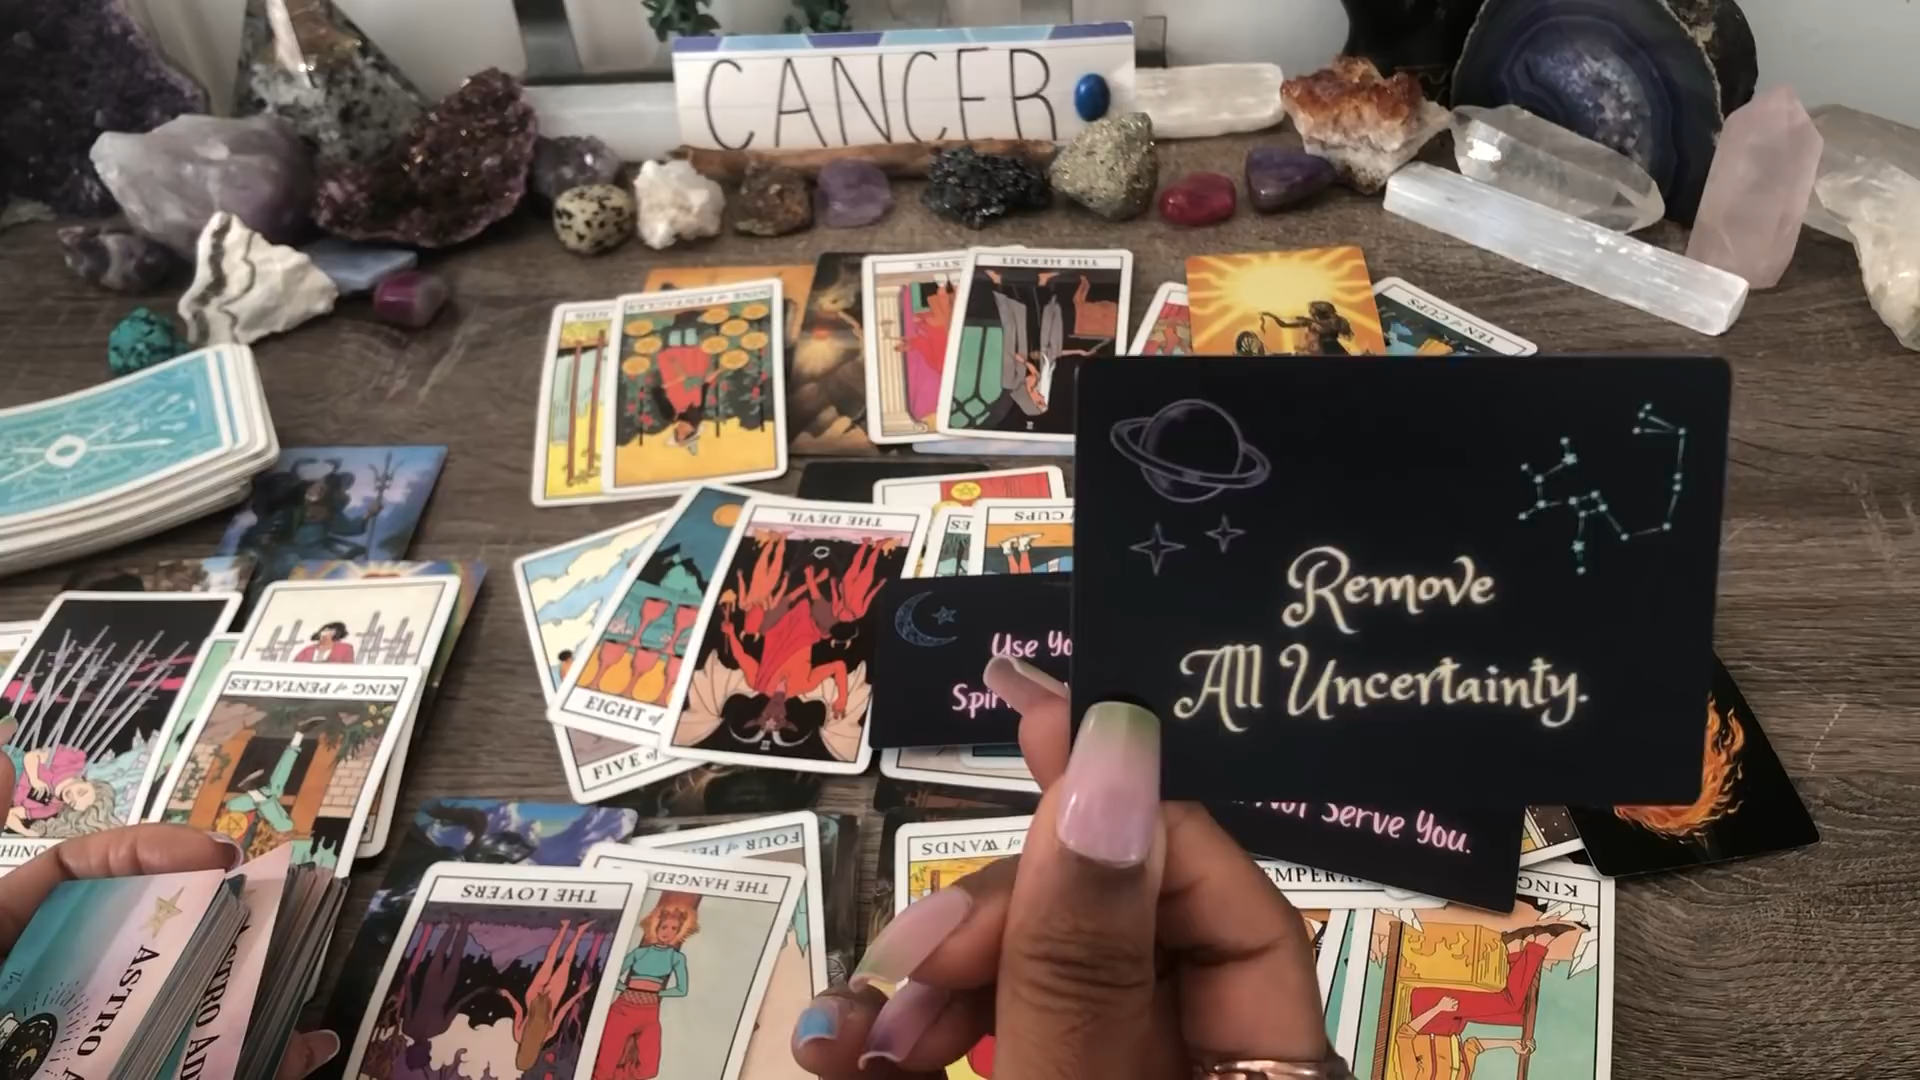 CANCER
NINE of PENTACLES
THE HERMIT
TEN of CUPS
THE DEVIL
CUPS
EIGHT of
FIVE of
KING of PENTACLES
Use Yo
Remove
All Uncertainty.
Not Serve You.
FOUR of PEN
THE HANGED
THE LOVERS
of WANDS
TEMPERA
KING
ASTRO
ASTRO